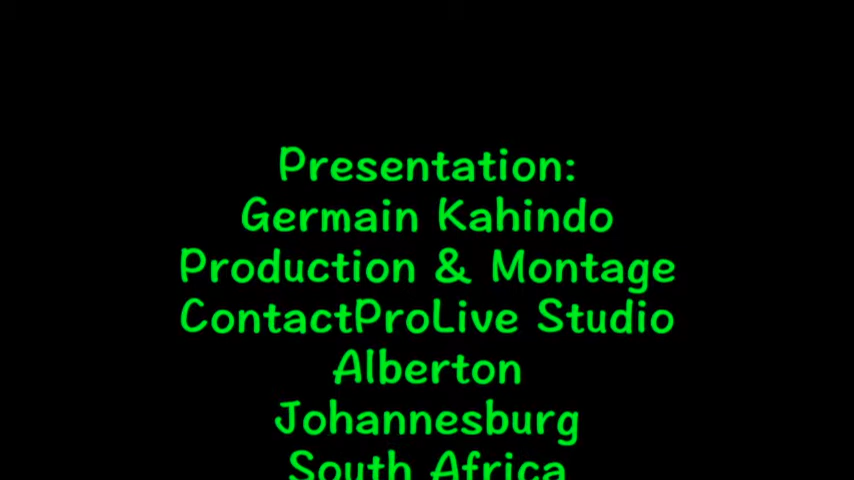 Presentation:
Germain Kahindo
Production & Montage
ContactProLive Studio
Alberton
Johannesburg
South Africa